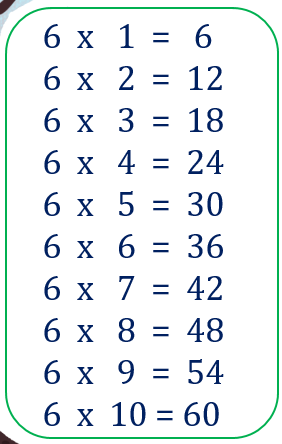 6 x 1 = 6
6 x 2 = 12
6 x 3 = 18
6 x 4 = 24
6 x 5 = 30
6 x 6 = 36
6 x 7 = 42
6 x 8 = 48
6 x 9 = 54
6 x 10 = 60